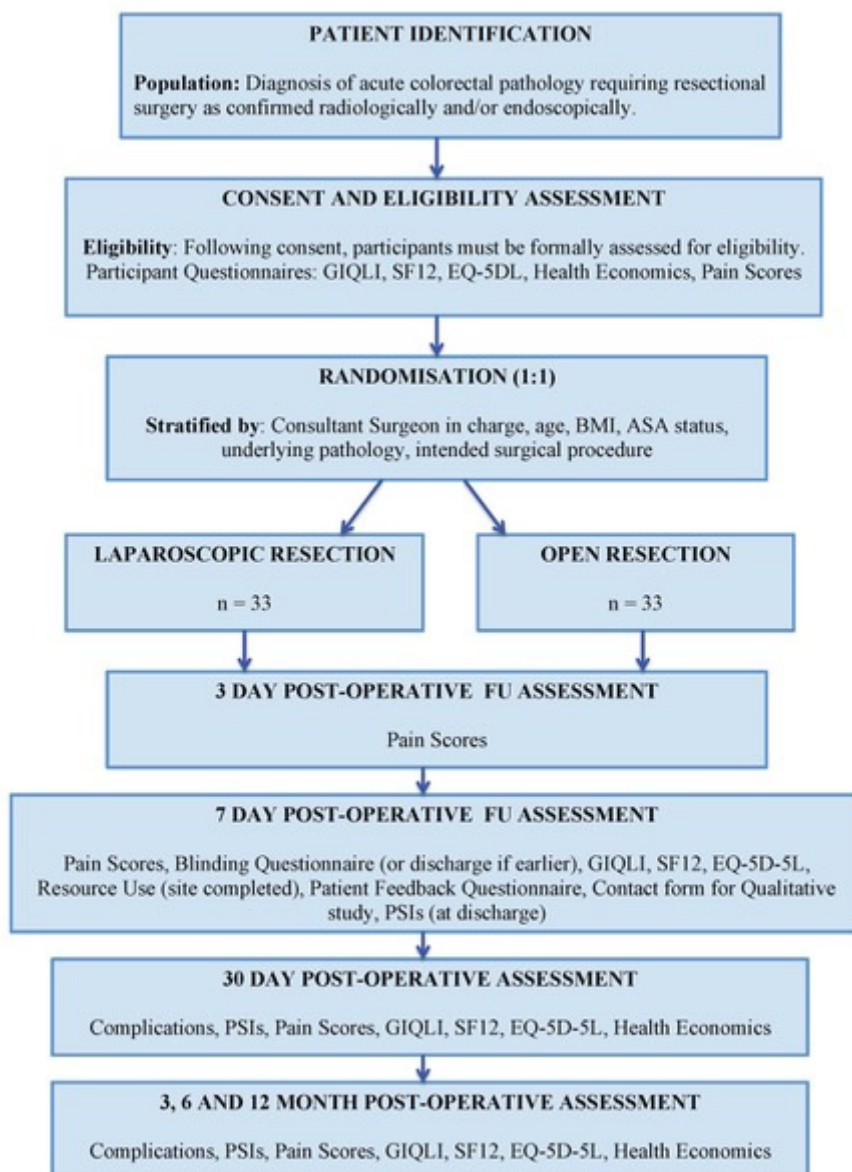 PATIENT IDENTIFICATION
Population: Diagnosis of acute colorectal pathology requiring resectional
surgery as confirmed radiologically and/or endoscopically.
CONSENT AND ELIGIBILITY ASSESSMENT
Eligibility: Following consent, participants must be formally assessed for eligibility.
Participant Questionnaires: GIQLI, SF12, EQ-5DL, Health Economics, Pain Scores
RANDOMISATION (1:1)
Stratified by: Consultant Surgeon in charge, age, BMI, ASA status,
underlying pathology, intended surgical procedure
LAPAROSCOPIC RESECTION
n = 33
OPEN RESECTION
n = 33
3 DAY POST-OPERATIVE FU ASSESSMENT
Pain Scores
7 DAY POST-OPERATIVE FU ASSESSMENT
Pain Scores, Blinding Questionnaire (or discharge if earlier), GIQLI, SF12, EQ-5D-5L,
Resource Use (site completed), Patient Feedback Questionnaire, Contact form for Qualitative
study, PSIs (at discharge)
30 DAY POST-OPERATIVE ASSESSMENT
Complications, PSIs, Pain Scores, GIQLI, SF12, EQ-5D-5L, Health Economics
3, 6 AND 12 MONTH POST-OPERATIVE ASSESSMENT
Complications, PSIs, Pain Scores, GIQLI, SF12, EQ-5D-5L, Health Economics